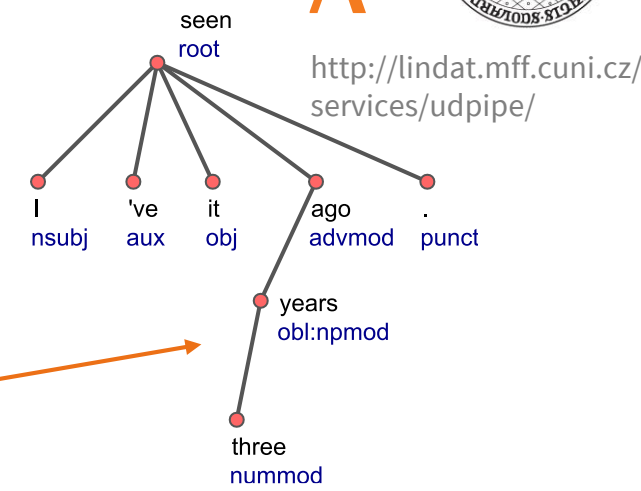 seen
root
http://lindat.mff.cuni.cz/
services/udpipe/
I 've it ago .
nsubj aux obj advmod punct
years
obl:npmod
three
nummod